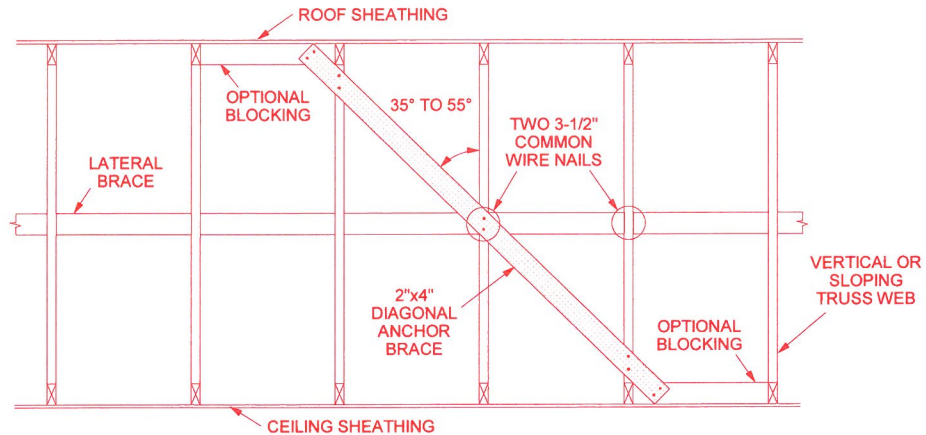 ROOF SHEATHING
OPTIONAL
BLOCKING
35° TO 55°
TWO 3-1/2"
COMMON
WIRE NAILS
LATERAL
BRACE
VERTICAL OR
SLOPING
TRUSS WEB
2"x4"
DIAGONAL
ANCHOR
BRACE
OPTIONAL
BLOCKING
CEILING SHEATHING